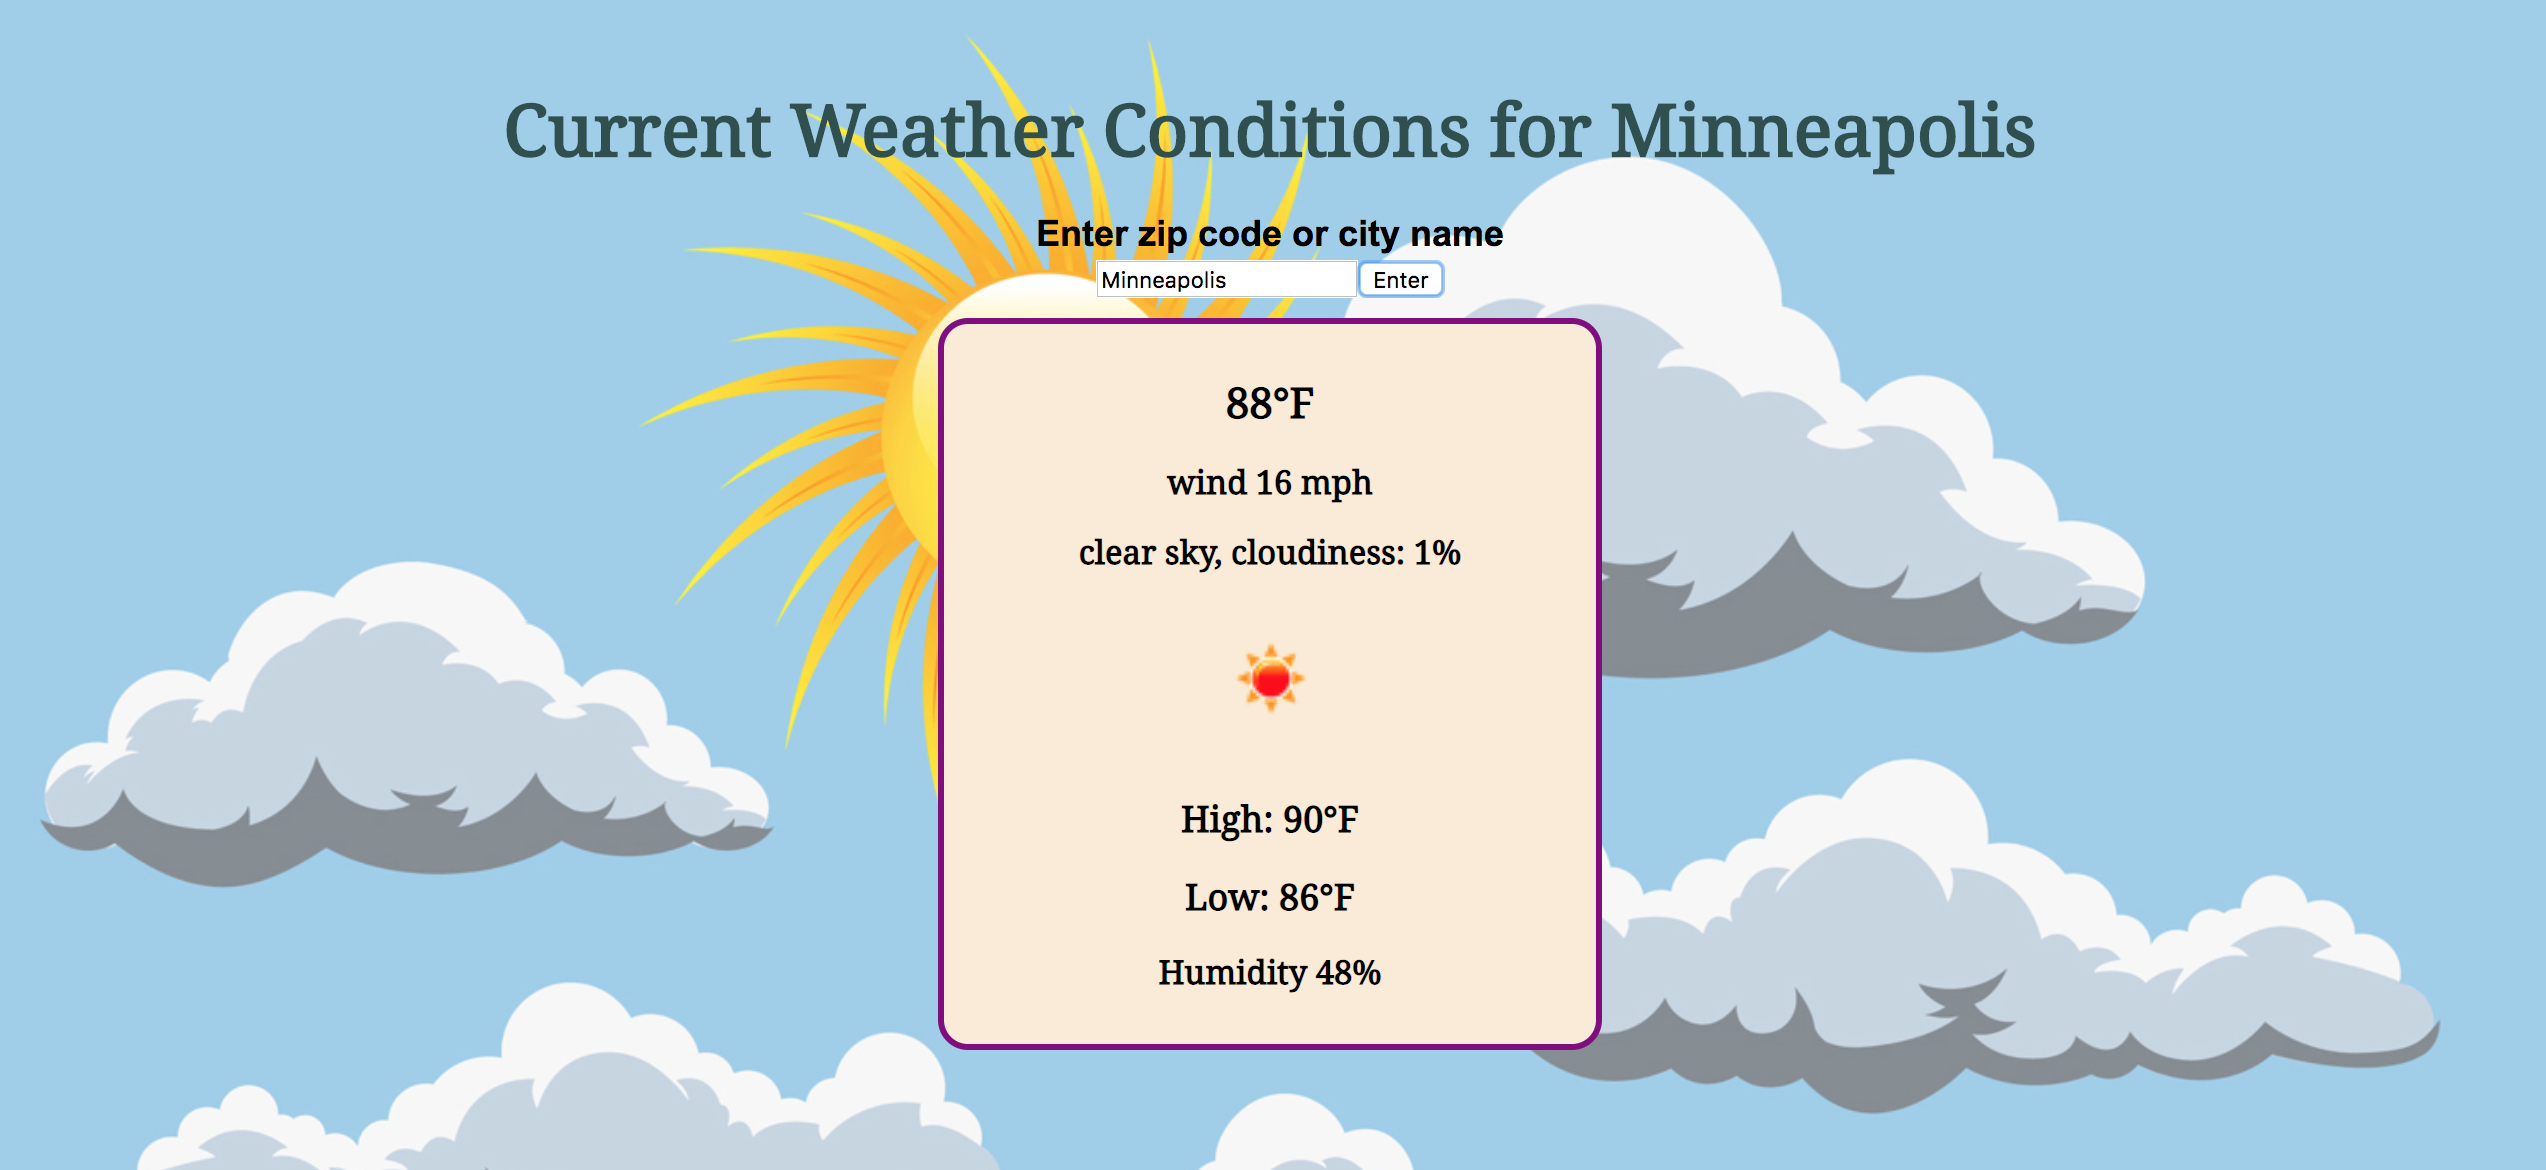 Current Weather Conditions for Minneapolis
Enter zip code or city name
Minneapolis Enter
88°F
wind 16 mph
clear sky, cloudiness: 1%
High: 90°F
Low: 86°F
Humidity 48%